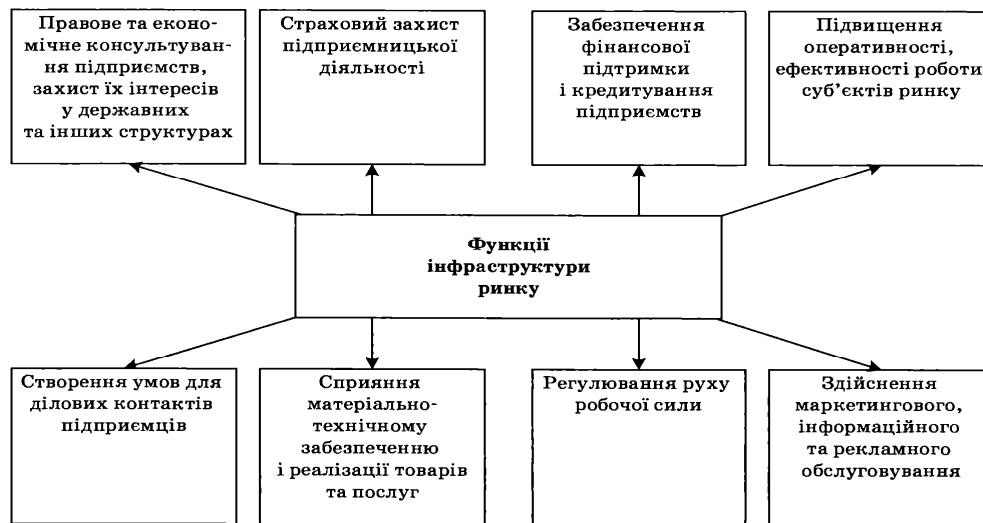 Правове та еконо-
мічне консультуван-
ня підприємств,
захист їх інтересів
у державних
та інших структурах
Страховий захист
підприємницької
діяльності
Забезпечення
фінансової
підтримки
і кредитування
підприємств
Підвищення
оперативності,
ефективності роботи
суб’єктів ринку
Функції
інфраструктури
ринку
Створення умов для
ділових контактів
підприємців
Сприяння
матеріально-
технічному
забезпеченню
і реалізації товарів
та послуг
Регулювання руху
робочої сили
Здійснення
маркетингового,
інформаційного
та рекламного
обслуговування